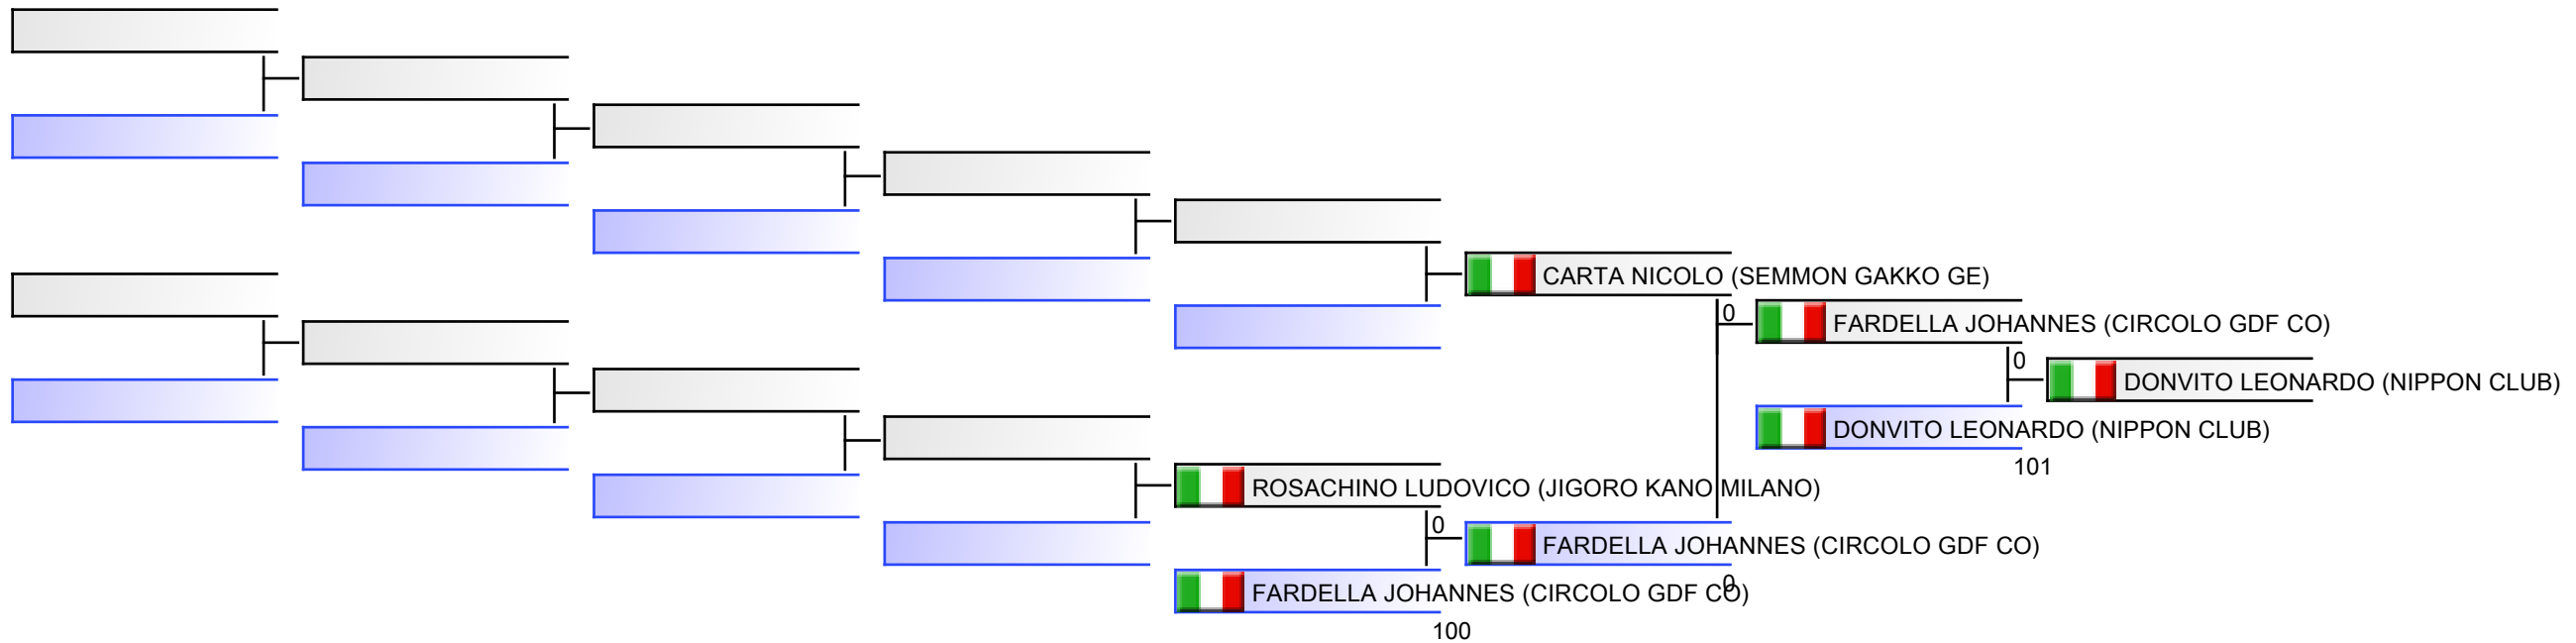 CARTA NICOLO (SEMMON GAKKO GE)
0
FARDELLA JOHANNES (CIRCOLO GDF CO)
0
DONVITO LEONARDO (NIPPON CLUB)
DONVITO LEONARDO (NIPPON CLUB)
101
ROSACHINO LUDOVICO (JIGORO KANO MILANO)
0
FARDELLA JOHANNES (CIRCOLO GDF CO)
0
FARDELLA JOHANNES (CIRCOLO GDF CO)
100